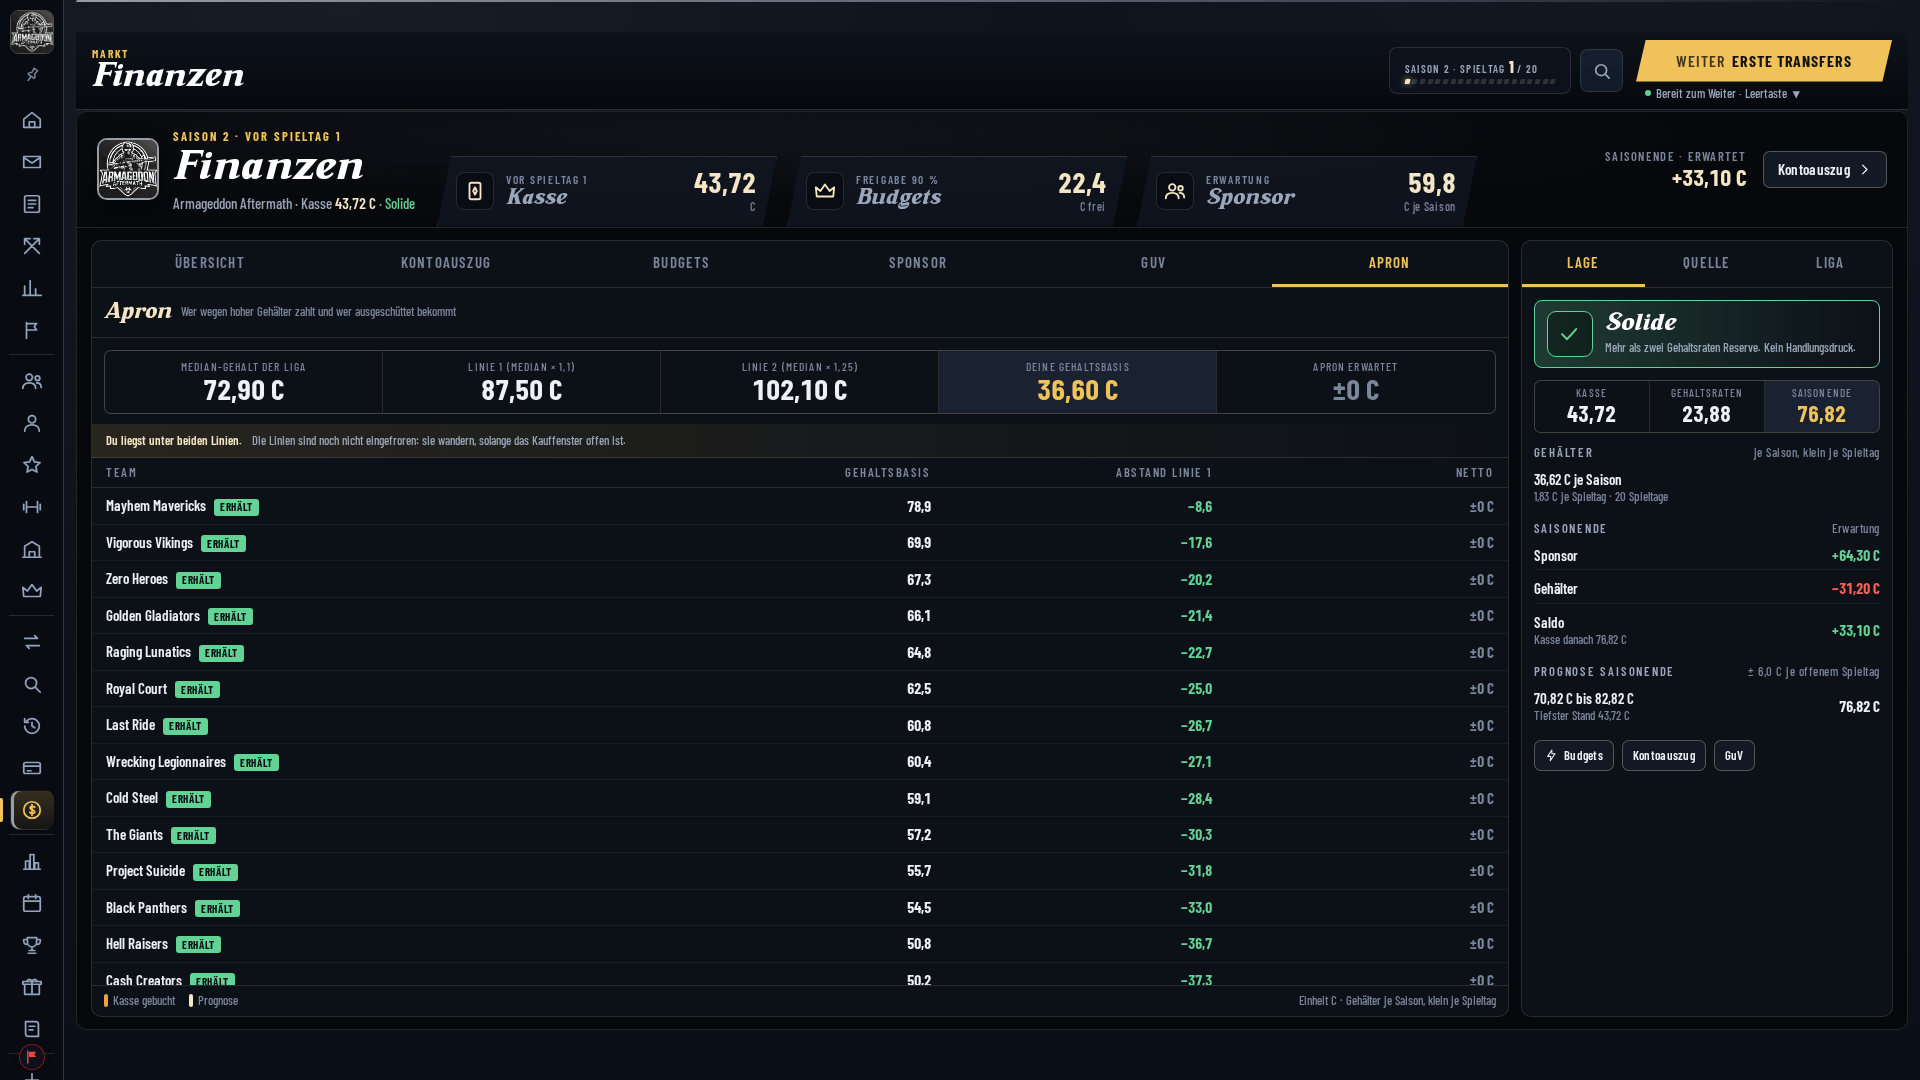 MARKT
Finanzen
SAISON 2 · SPIELTAG 1 / 20
WEITER ERSTE TRANSFERS
Bereit zum Weiter · Leertaste ▼
ARMAGEDDON
AFTERMATH
SAISON 2 · VOR SPIELTAG 1
Finanzen
Armageddon Aftermath · Kasse 43,72 C · Solide
VOR SPIELTAG 1
Kasse
43,72
C
FREIGABE 90 %
Budgets
22,4
C frei
ERWARTUNG
Sponsor
59,8
C je Saison
SAISONENDE · ERWARTET
+33,10 C
Kontoauszug
ÜBERSICHT
KONTOAUSZUG
BUDGETS
SPONSOR
GUV
APRON
Apron Wer wegen hoher Gehälter zahlt und wer ausgeschüttet bekommt
MEDIAN-GEHALT DER LIGA
72,90 C
LINIE 1 (MEDIAN × 1,1)
87,50 C
LINIE 2 (MEDIAN × 1,25)
102,10 C
DEINE GEHALTSBASIS
36,60 C
APRON ERWARTET
±0 C
Du liegst unter beiden Linien. Die Linien sind noch nicht eingefroren: sie wandern, solange das Kauffenster offen ist.
TEAM GEHALTSBASIS ABSTAND LINIE 1 NETTO
Mayhem Mavericks ERHÄLT 78,9 −8,6 ±0 C
Vigorous Vikings ERHÄLT 69,9 −17,6 ±0 C
Zero Heroes ERHÄLT 67,3 −20,2 ±0 C
Golden Gladiators ERHÄLT 66,1 −21,4 ±0 C
Raging Lunatics ERHÄLT 64,8 −22,7 ±0 C
Royal Court ERHÄLT 62,5 −25,0 ±0 C
Last Ride ERHÄLT 60,8 −26,7 ±0 C
Wrecking Legionnaires ERHÄLT 60,4 −27,1 ±0 C
Cold Steel ERHÄLT 59,1 −28,4 ±0 C
The Giants ERHÄLT 57,2 −30,3 ±0 C
Project Suicide ERHÄLT 55,7 −31,8 ±0 C
Black Panthers ERHÄLT 54,5 −33,0 ±0 C
Hell Raisers ERHÄLT 50,8 −36,7 ±0 C
Cash Creators ERHÄLT 50,2 −37,3 ±0 C
Kasse gebucht Prognose
Einheit C · Gehälter je Saison, klein je Spieltag
LAGE
QUELLE
LIGA
Solide
Mehr als zwei Gehaltsraten Reserve. Kein Handlungsdruck.
KASSE
43,72
GEHALTSRATEN
23,88
SAISONENDE
76,82
GEHÄLTER je Saison, klein je Spieltag
36,62 C je Saison
1,83 C je Spieltag · 20 Spieltage
SAISONENDE Erwartung
Sponsor +64,30 C
Gehälter −31,20 C
Saldo +33,10 C
Kasse danach 76,82 C
PROGNOSE SAISONENDE ± 6,0 C je offenem Spieltag
70,82 C bis 82,82 C 76,82 C
Tiefster Stand 43,72 C
Budgets
Kontoauszug
GuV